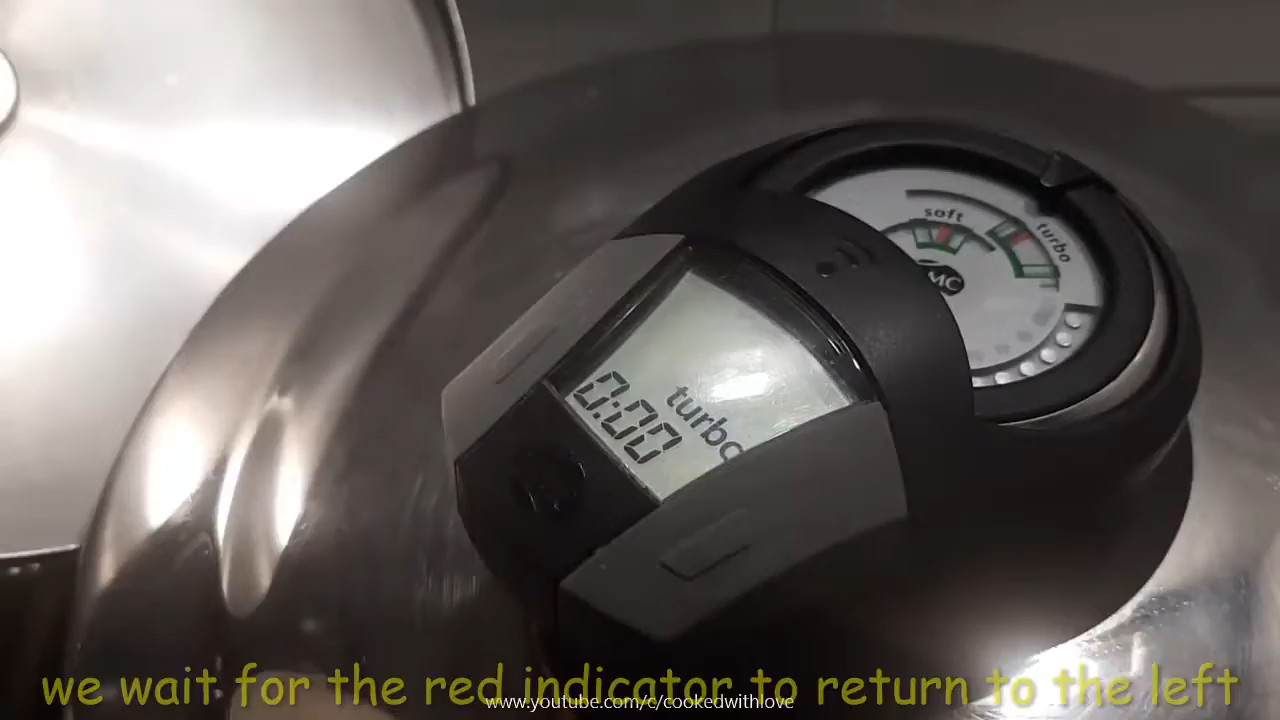 soft
turbo
MC
turbo
0:00
we wait for the red indicator to return to the left
www.youtube.com/c/cookedwithlove